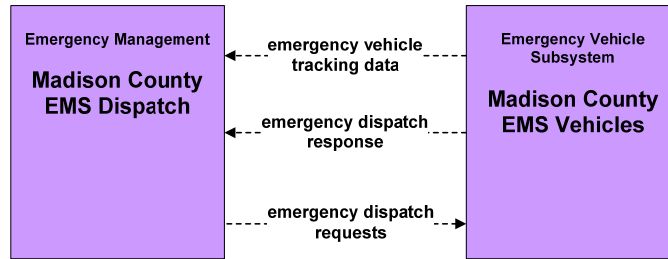 Emergency Management
Madison County
EMS Dispatch
emergency vehicle
tracking data
emergency dispatch
response
emergency dispatch
requests
Emergency Vehicle
Subsystem
Madison County
EMS Vehicles